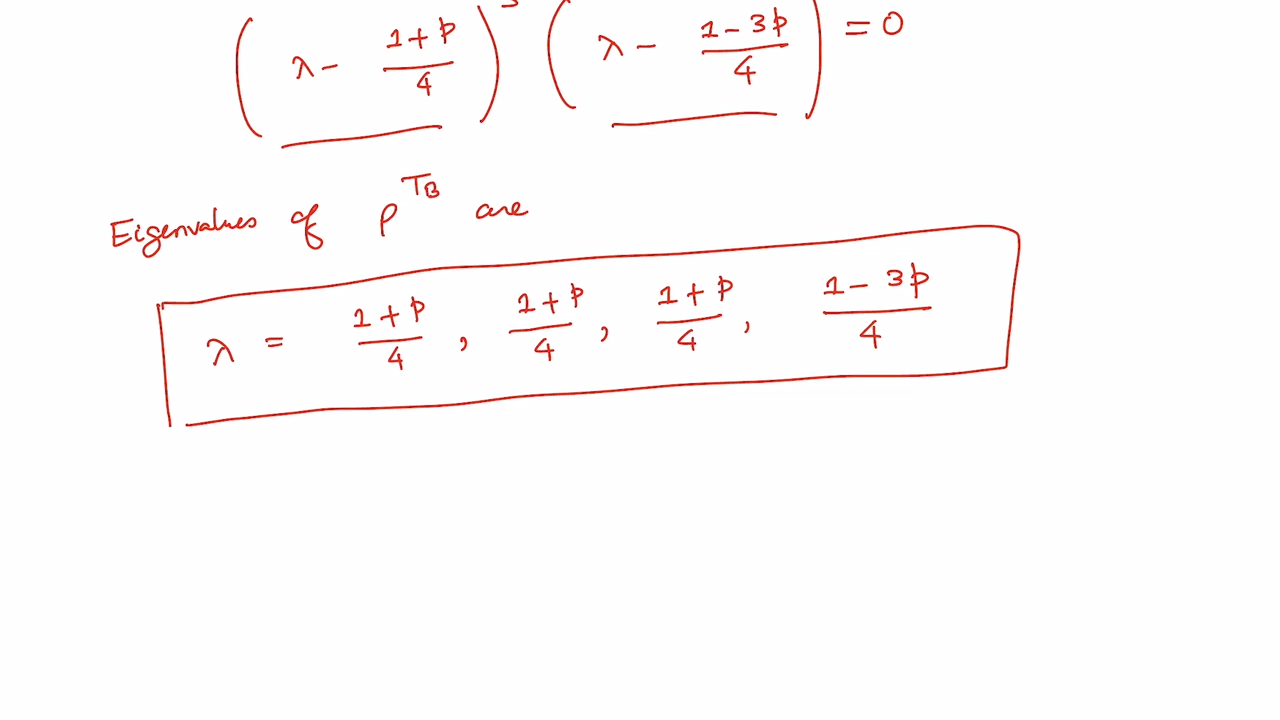 (λ - (1+p)/4)³ (λ - (1-3p)/4) = 0
Eigenvalues of ρ^{T_B} are
λ = (1+p)/4 , (1+p)/4 , (1+p)/4 , (1-3p)/4